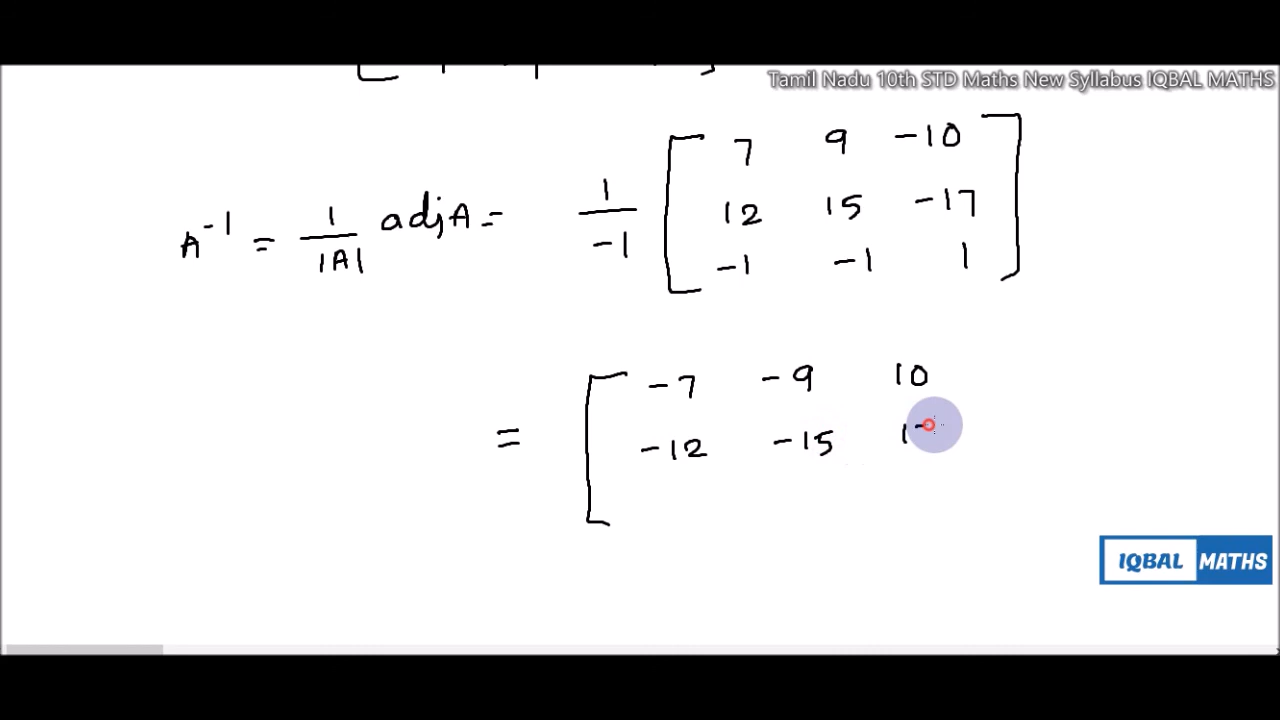 Tamil Nadu 10th STD Maths New Syllabus IQBAL MATHS
7 9 -10
A⁻¹ = 1/|A| adjA = 1/-1 12 15 -17
-1 -1 1
-7 -9 10
= -12 -15
IQBAL MATHS